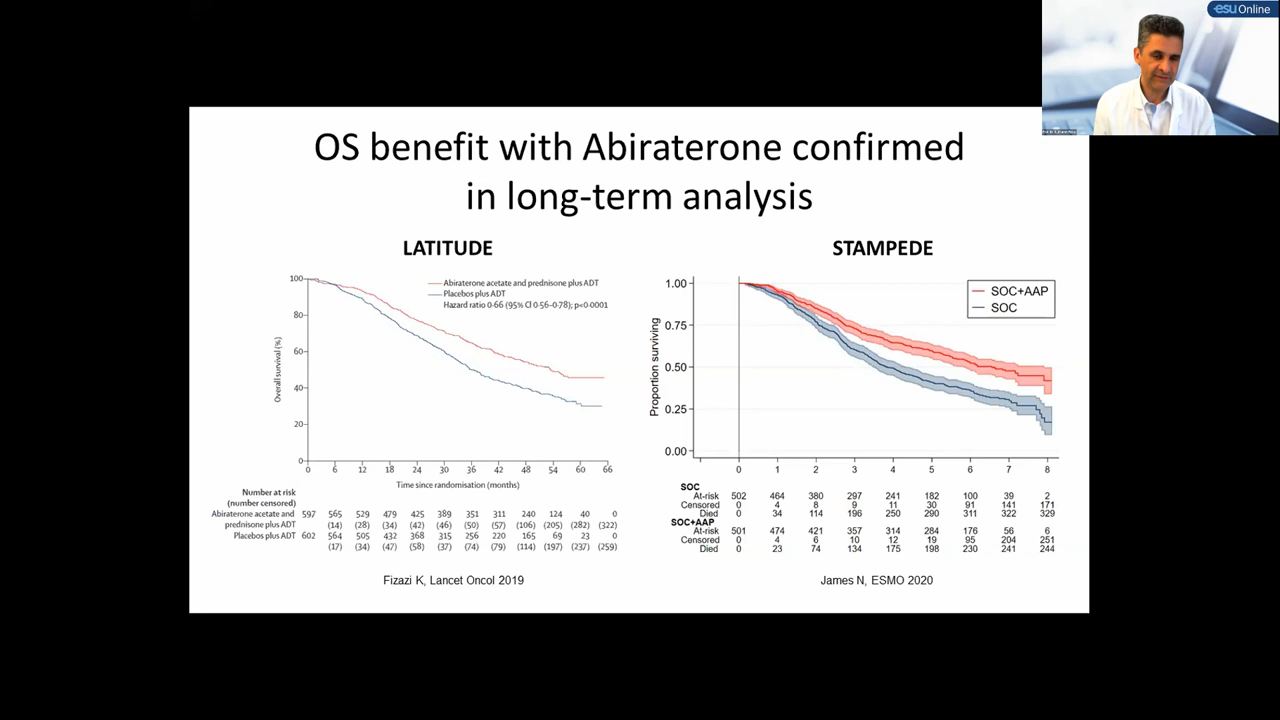 esu Online
OS benefit with Abiraterone confirmed
in long-term analysis
LATITUDE
100
80
60
40
20
0
Overall survival (%)
Abiraterone acetate and prednisone plus ADT
Placebos plus ADT
Hazard ratio 0·66 (95% CI 0·56–0·78); p<0·0001
0 6 12 18 24 30 36 42 48 54 60 66
Time since randomisation (months)
Number at risk
(number censored)
Abiraterone acetate and 597 565 529 479 425 389 351 311 240 124 40 0
prednisone plus ADT (14) (28) (34) (42) (46) (50) (57) (106) (205) (282) (322)
Placebo plus ADT 602 564 505 432 368 315 256 220 165 69 23 0
(17) (34) (47) (58) (37) (74) (79) (114) (197) (237) (259)
Fizazi K, Lancet Oncol 2019
STAMPEDE
1.00
0.75
0.50
0.25
0.00
Proportion surviving
SOC+AAP
SOC
0 1 2 3 4 5 6 7 8
SOC
At-risk 502 464 380 297 241 182 100 39 2
Censored 0 4 8 9 11 30 91 141 171
Died 0 34 114 196 250 290 311 322 329
SOC+AAP
At-risk 501 474 421 357 314 284 176 56 6
Censored 0 4 6 10 12 19 95 204 251
Died 0 23 74 134 175 198 230 241 244
James N, ESMO 2020